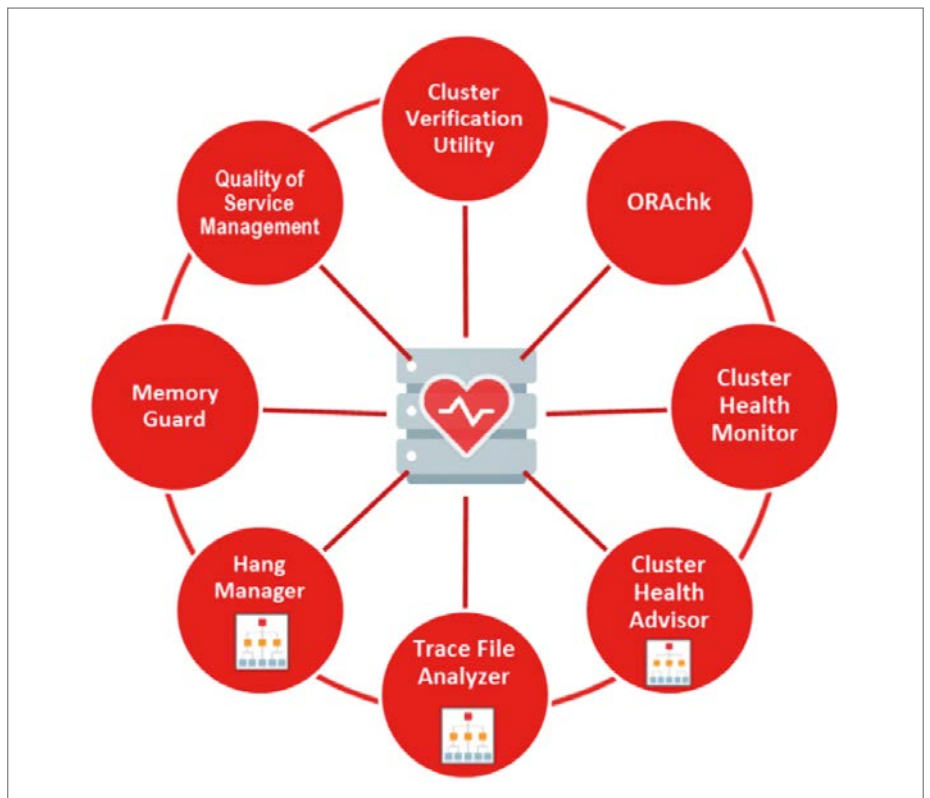 Cluster
Verification
Utility
ORAchk
Cluster
Health
Monitor
Cluster
Health
Advisor
Trace File
Analyzer
Hang
Manager
Memory
Guard
Quality of
Service
Management